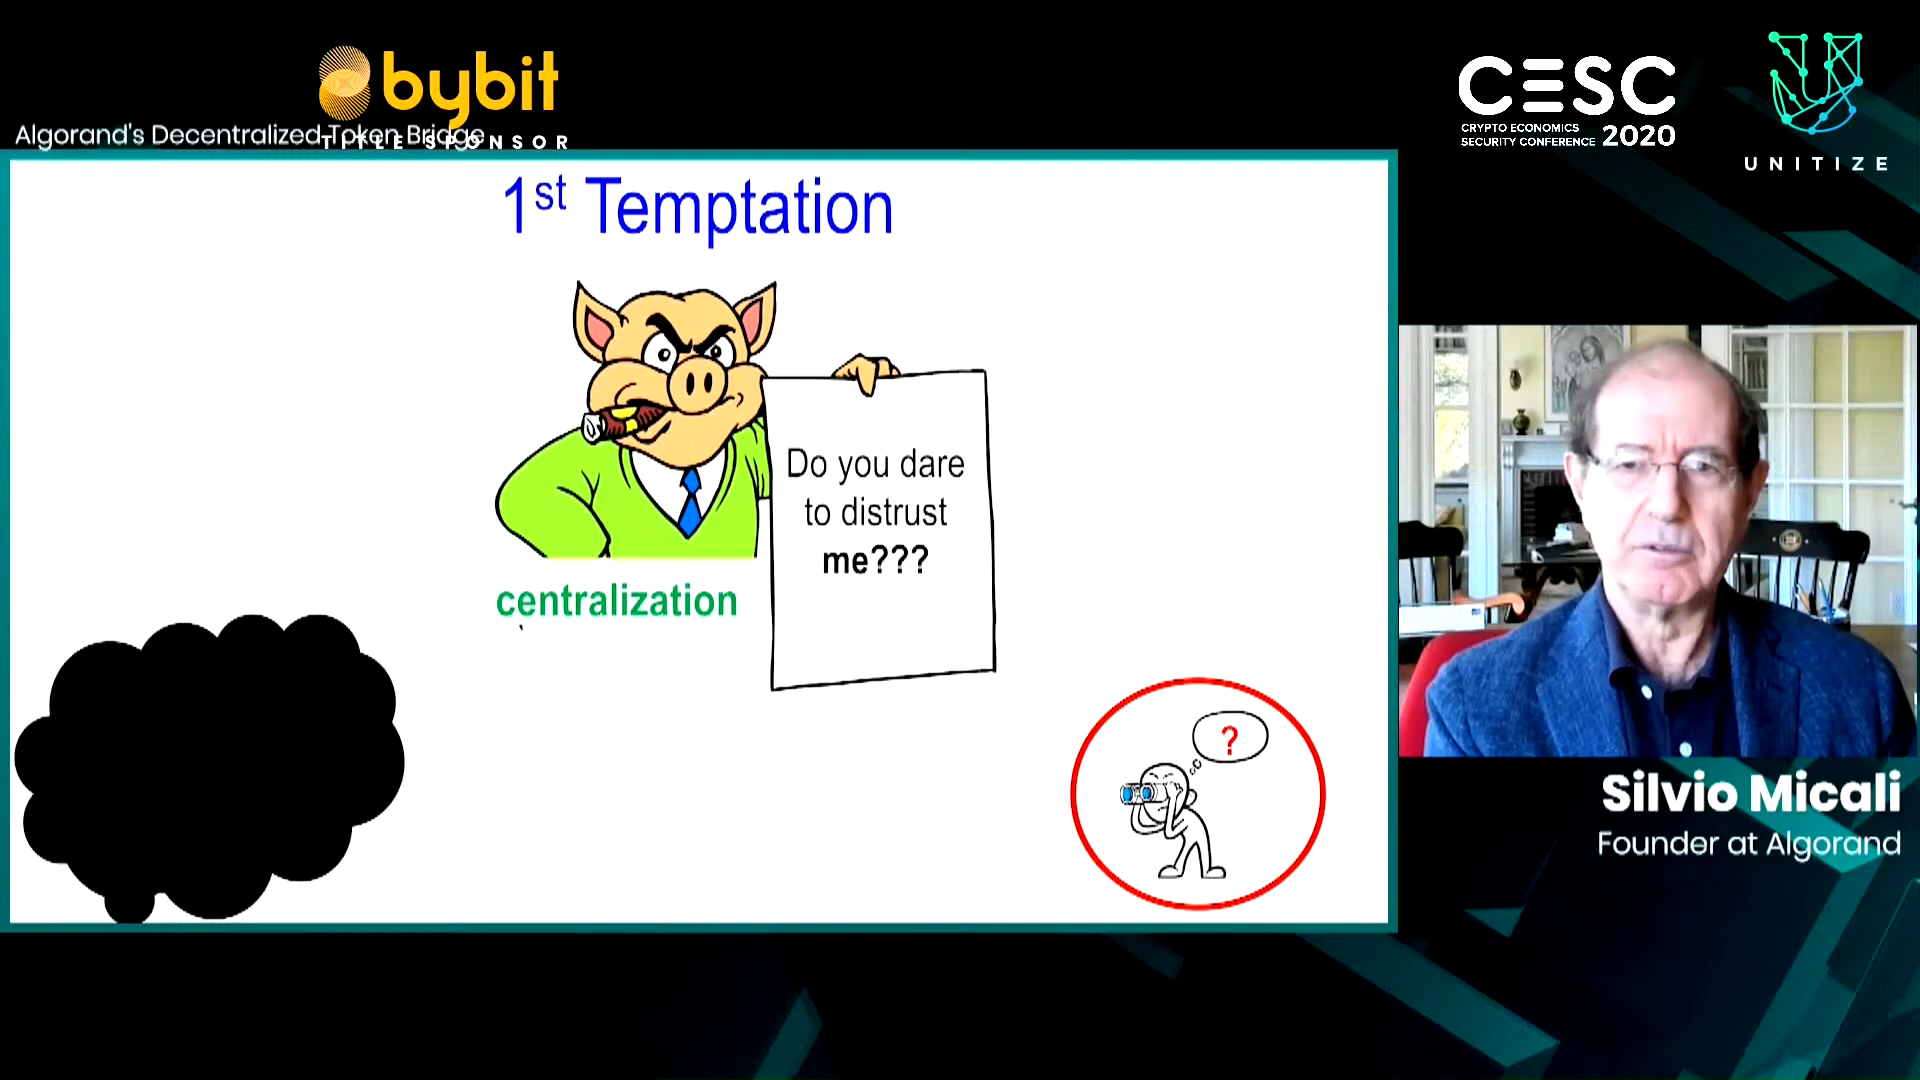 bybit
TITLE SPONSOR
Algorand's Decentralized Token Bridge
CESC
CRYPTO ECONOMICS
SECURITY CONFERENCE 2020
UNITIZE
1st Temptation
Do you dare
to distrust
me???
centralization
?
Silvio Micali
Founder at Algorand